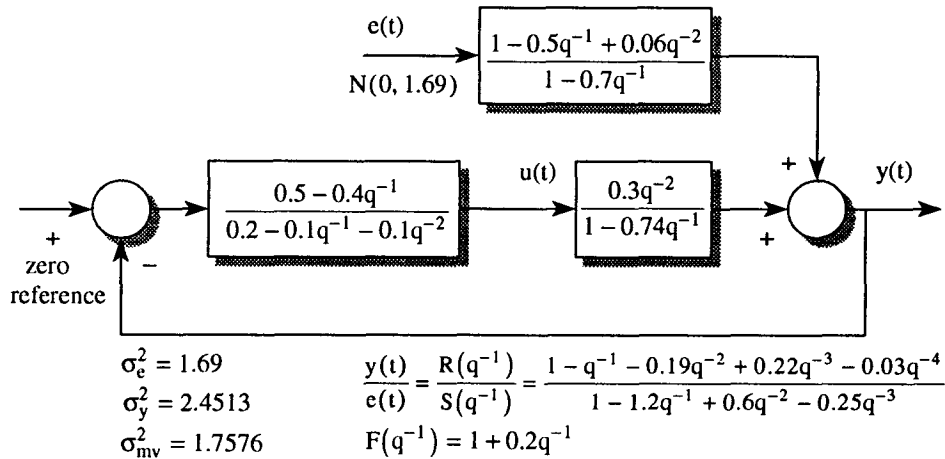 e(t)
N(0, 1.69)
1 – 0.5q⁻¹ + 0.06q⁻²
1 – 0.7q⁻¹
+
zero
reference
–
0.5 – 0.4q⁻¹
0.2 – 0.1q⁻¹ – 0.1q⁻²
u(t)
0.3q⁻²
1 – 0.74q⁻¹
+
+
y(t)
σₑ² = 1.69
σᵧ² = 2.4513
σₘᵥ² = 1.7576
y(t)/e(t) = R(q⁻¹)/S(q⁻¹) = (1 – q⁻¹ – 0.19q⁻² + 0.22q⁻³ – 0.03q⁻⁴)/(1 – 1.2q⁻¹ + 0.6q⁻² – 0.25q⁻³)
F(q⁻¹) = 1 + 0.2q⁻¹